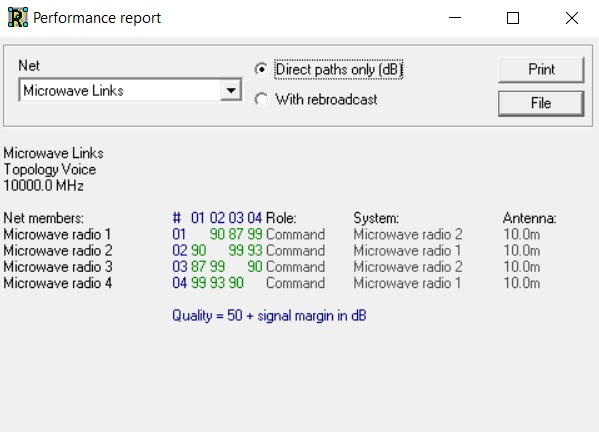 Performance report
Net
Microwave Links
Direct paths only (dB)
With rebroadcast
Print
File
Microwave Links
Topology Voice
10000.0 MHz
Net members: # 01 02 03 04 Role: System: Antenna:
Microwave radio 1 01 90 87 99 Command Microwave radio 2 10.0m
Microwave radio 2 02 90 99 93 Command Microwave radio 1 10.0m
Microwave radio 3 03 87 99 90 Command Microwave radio 2 10.0m
Microwave radio 4 04 99 93 90 Command Microwave radio 1 10.0m
Quality = 50 + signal margin in dB